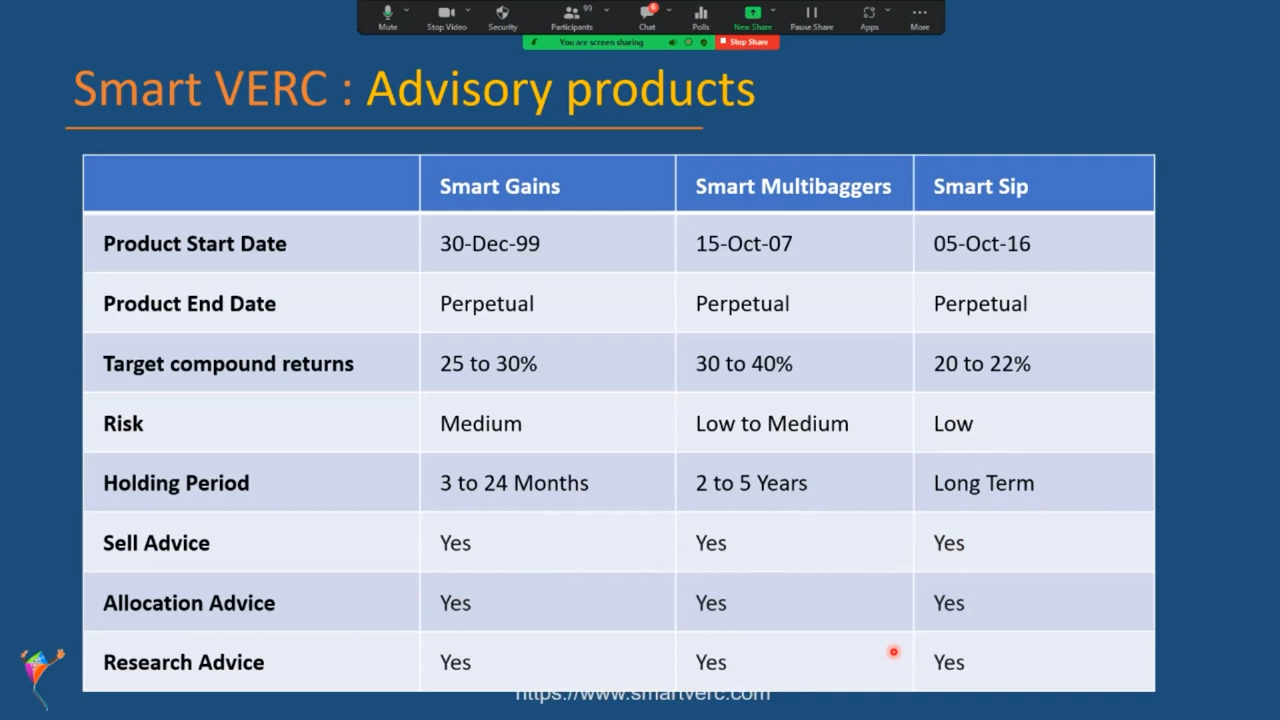 99 6
Mute Stop Video Security Participants Chat Polls New Share Pause Share Apps More
You are screen sharing Stop Share
Smart VERC : Advisory products
Smart Gains Smart Multibaggers Smart Sip
Product Start Date 30-Dec-99 15-Oct-07 05-Oct-16
Product End Date Perpetual Perpetual Perpetual
Target compound returns 25 to 30% 30 to 40% 20 to 22%
Risk Medium Low to Medium Low
Holding Period 3 to 24 Months 2 to 5 Years Long Term
Sell Advice Yes Yes Yes
Allocation Advice Yes Yes Yes
Research Advice Yes Yes Yes
https://www.smartverc.com